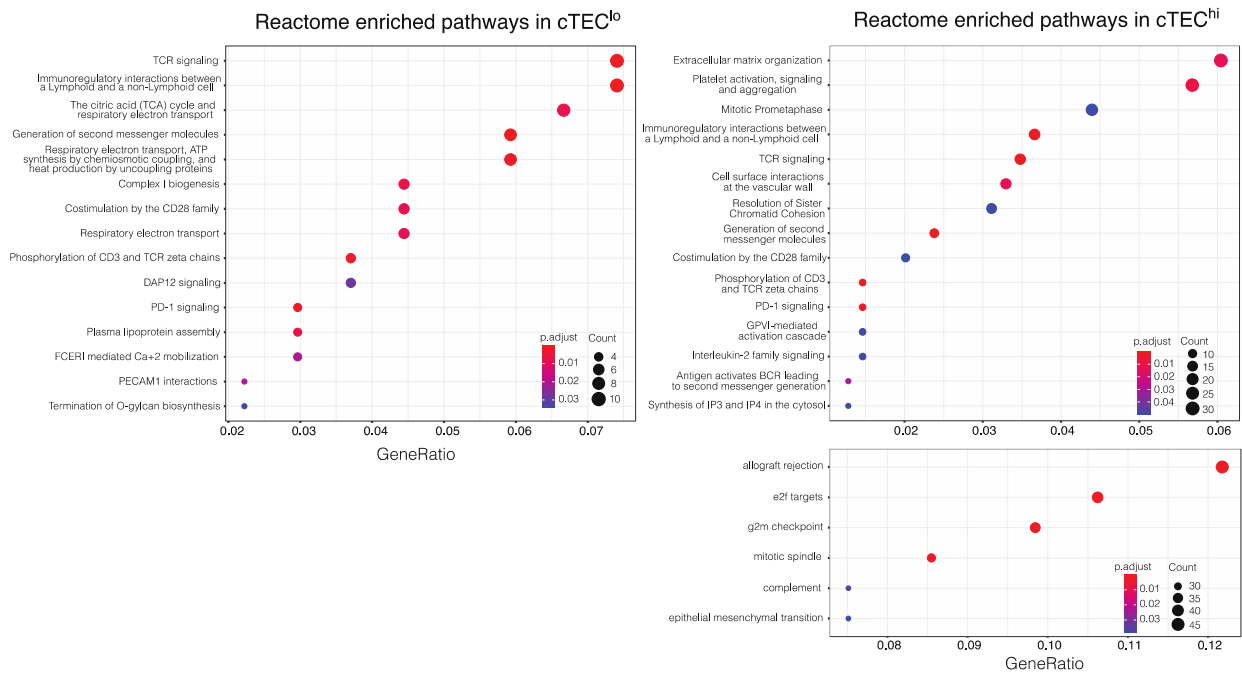 Reactome enriched pathways in cTEClo
TCR signaling
Immunoregulatory interactions between
a Lymphoid and a non-Lymphoid cell
The citric acid (TCA) cycle and
respiratory electron transport
Generation of second messenger molecules
Respiratory electron transport, ATP
synthesis by chemiosmotic coupling, and
heat production by uncoupling proteins
Complex I biogenesis
Costimulation by the CD28 family
Respiratory electron transport
Phosphorylation of CD3 and TCR zeta chains
DAP12 signaling
PD-1 signaling
Plasma lipoprotein assembly
FCERI mediated Ca+2 mobilization
PECAM1 interactions
Termination of O-gylcan biosynthesis
p.adjust
0.01
0.02
0.03
Count
4
6
8
10
0.02 0.03 0.04 0.05 0.06 0.07
GeneRatio
Reactome enriched pathways in cTEChi
Extracellular matrix organization
Platelet activation, signaling
and aggregation
Mitotic Prometaphase
Immunoregulatory interactions between
a Lymphoid and a non-Lymphoid cell
TCR signaling
Cell surface interactions
at the vascular wall
Resolution of Sister
Chromatid Cohesion
Generation of second
messenger molecules
Costimulation by the CD28 family
Phosphorylation of CD3
and TCR zeta chains
PD-1 signaling
GPVI-mediated
activation cascade
Interleukin-2 family signaling
Antigen activates BCR leading
to second messenger generation
Synthesis of IP3 and IP4 in the cytosol
p.adjust
0.01
0.02
0.03
0.04
Count
10
15
20
25
30
0.02 0.03 0.04 0.05 0.06
allograft rejection
e2f targets
g2m checkpoint
mitotic spindle
complement
epithelial mesenchymal transition
p.adjust
0.01
0.02
0.03
Count
30
35
40
45
0.08 0.09 0.10 0.11 0.12
GeneRatio